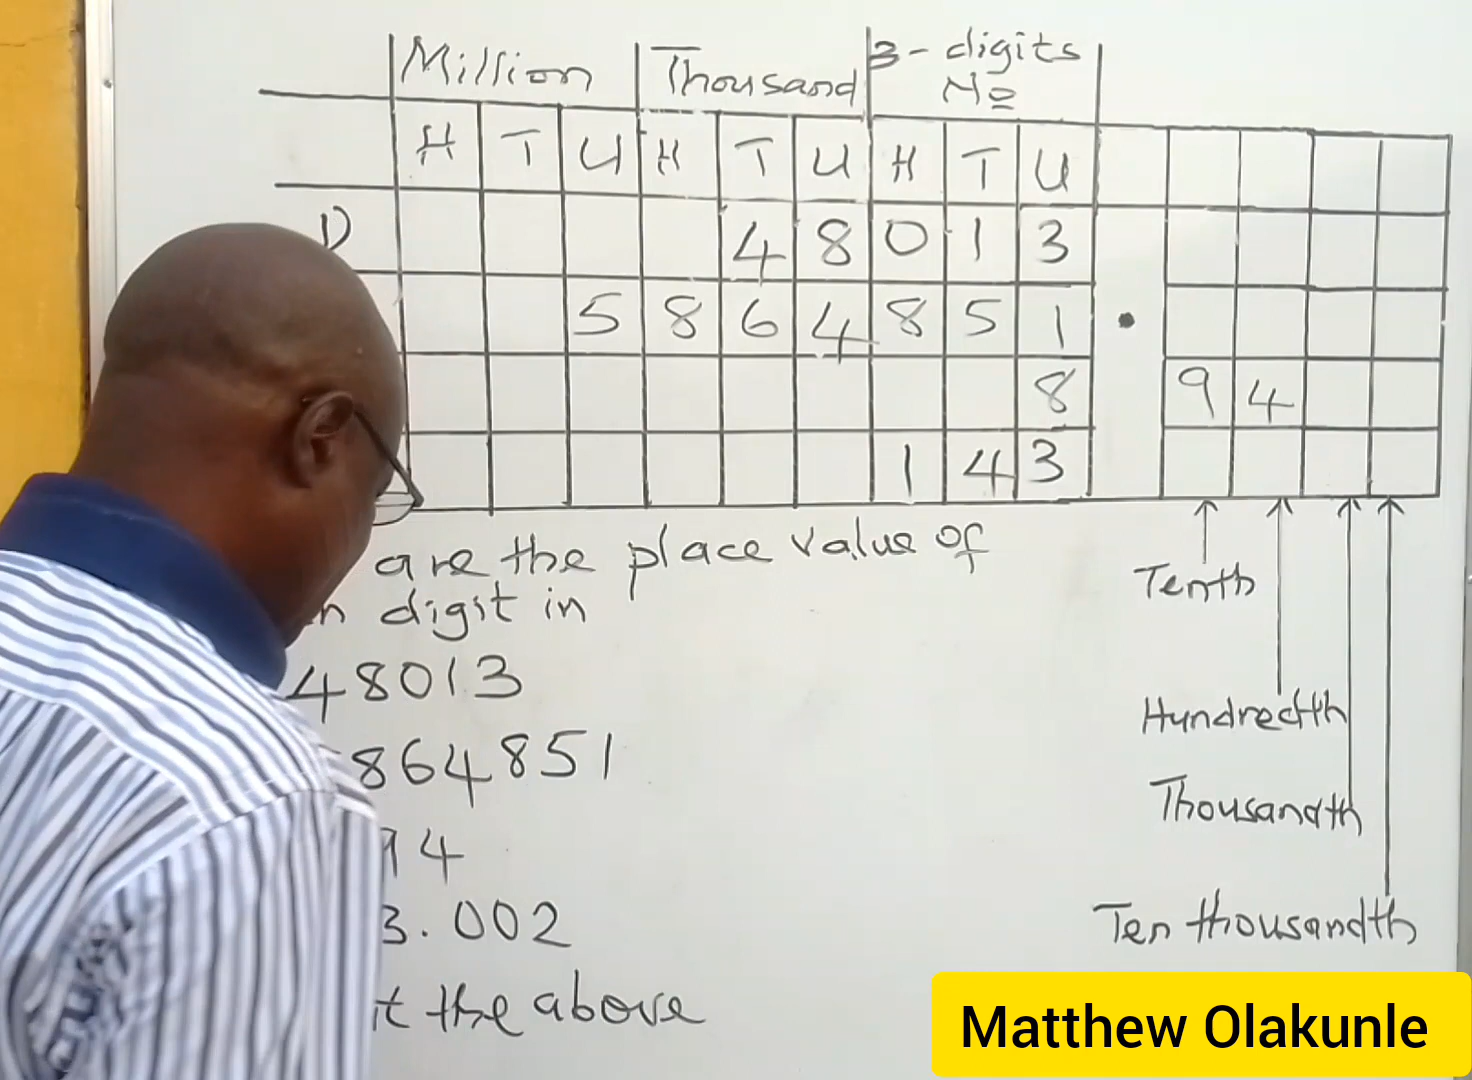 Million Thousand 3-digits
No
H T U H T U H T U
1) 4 8 0 1 3
5 8 6 4 8 5 1 .
8 9 4
1 4 3
are the place value of
digit in
48013
864851
94
3.002
the above
Tenth
Hundredth
Thousandth
Ten thousandth
Matthew Olakunle